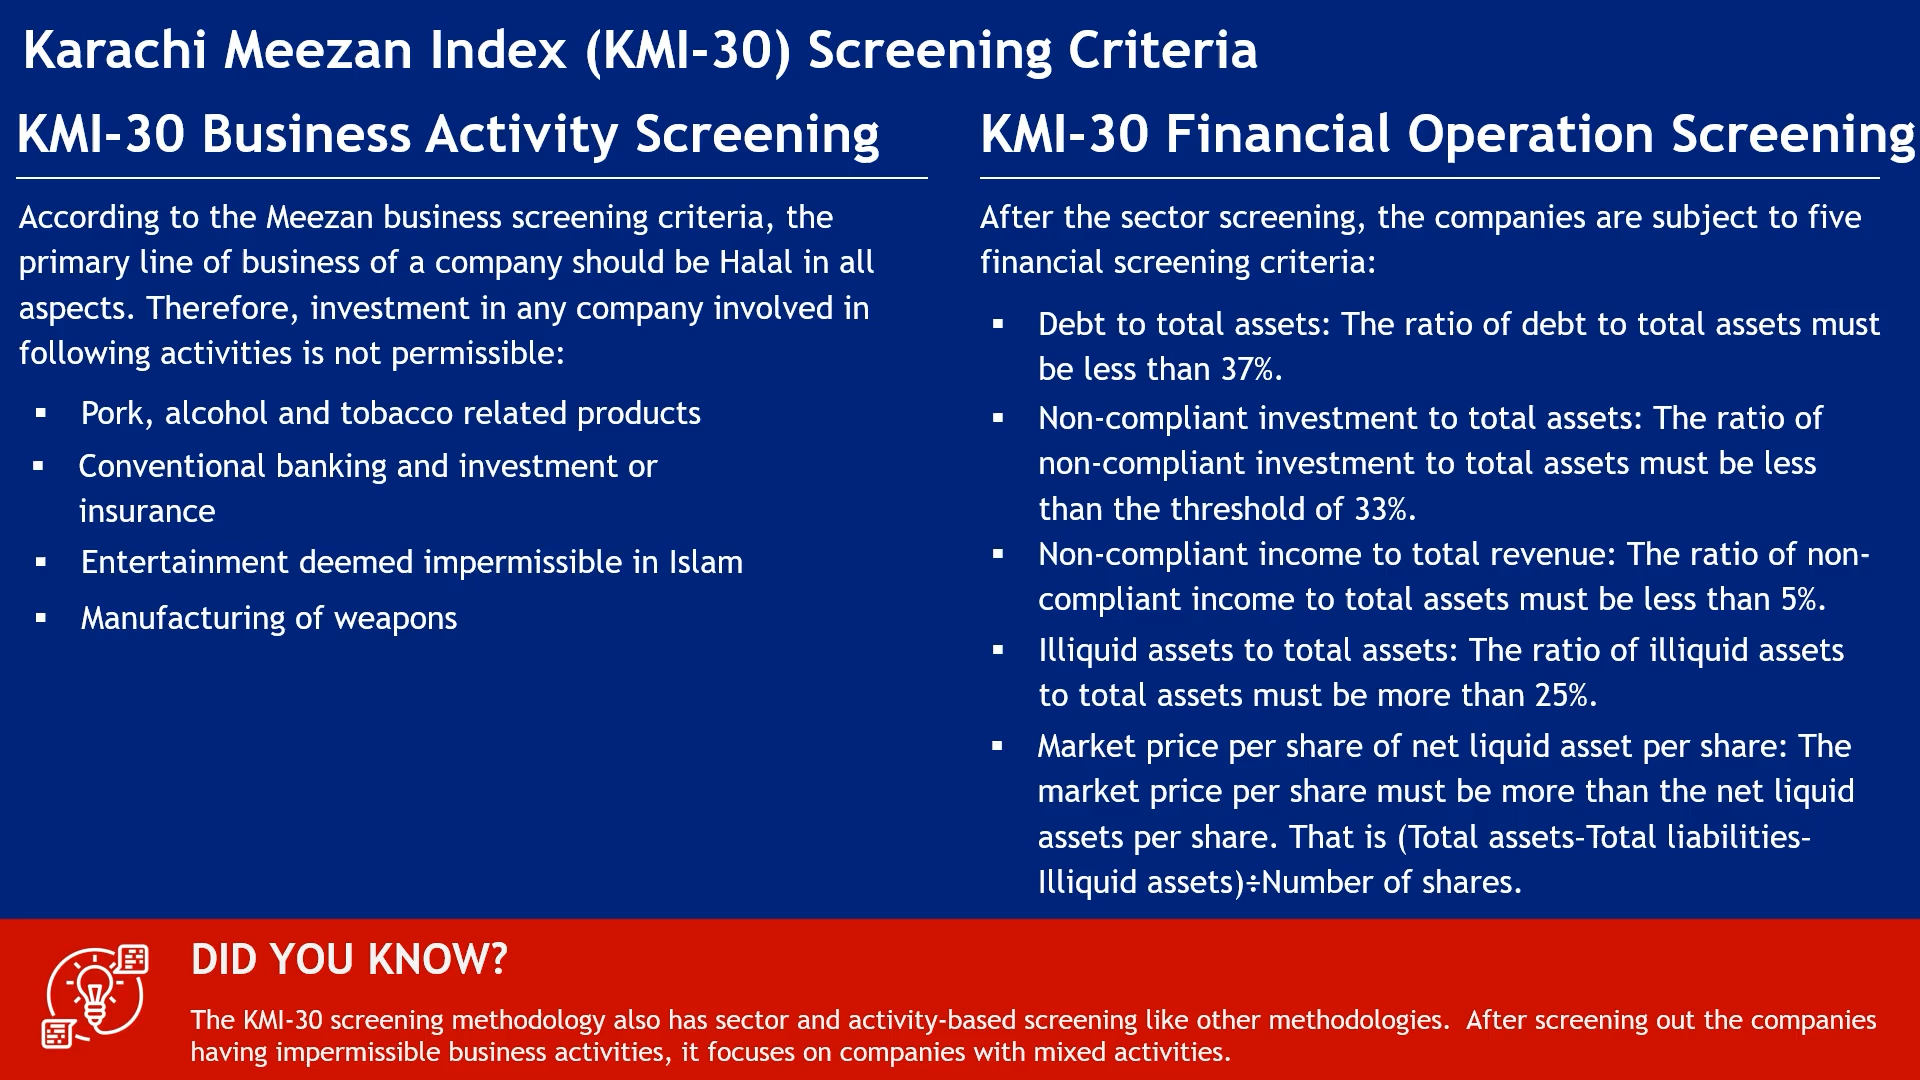 Karachi Meezan Index (KMI-30) Screening Criteria
KMI-30 Business Activity Screening
According to the Meezan business screening criteria, the
primary line of business of a company should be Halal in all
aspects. Therefore, investment in any company involved in
following activities is not permissible:
▪ Pork, alcohol and tobacco related products
▪ Conventional banking and investment or
insurance
▪ Entertainment deemed impermissible in Islam
▪ Manufacturing of weapons
KMI-30 Financial Operation Screening
After the sector screening, the companies are subject to five
financial screening criteria:
▪ Debt to total assets: The ratio of debt to total assets must
be less than 37%.
▪ Non-compliant investment to total assets: The ratio of
non-compliant investment to total assets must be less
than the threshold of 33%.
▪ Non-compliant income to total revenue: The ratio of non-
compliant income to total assets must be less than 5%.
▪ Illiquid assets to total assets: The ratio of illiquid assets
to total assets must be more than 25%.
▪ Market price per share of net liquid asset per share: The
market price per share must be more than the net liquid
assets per share. That is (Total assets–Total liabilities–
Illiquid assets)÷Number of shares.
DID YOU KNOW?
The KMI-30 screening methodology also has sector and activity-based screening like other methodologies.  After screening out the companies
having impermissible business activities, it focuses on companies with mixed activities.